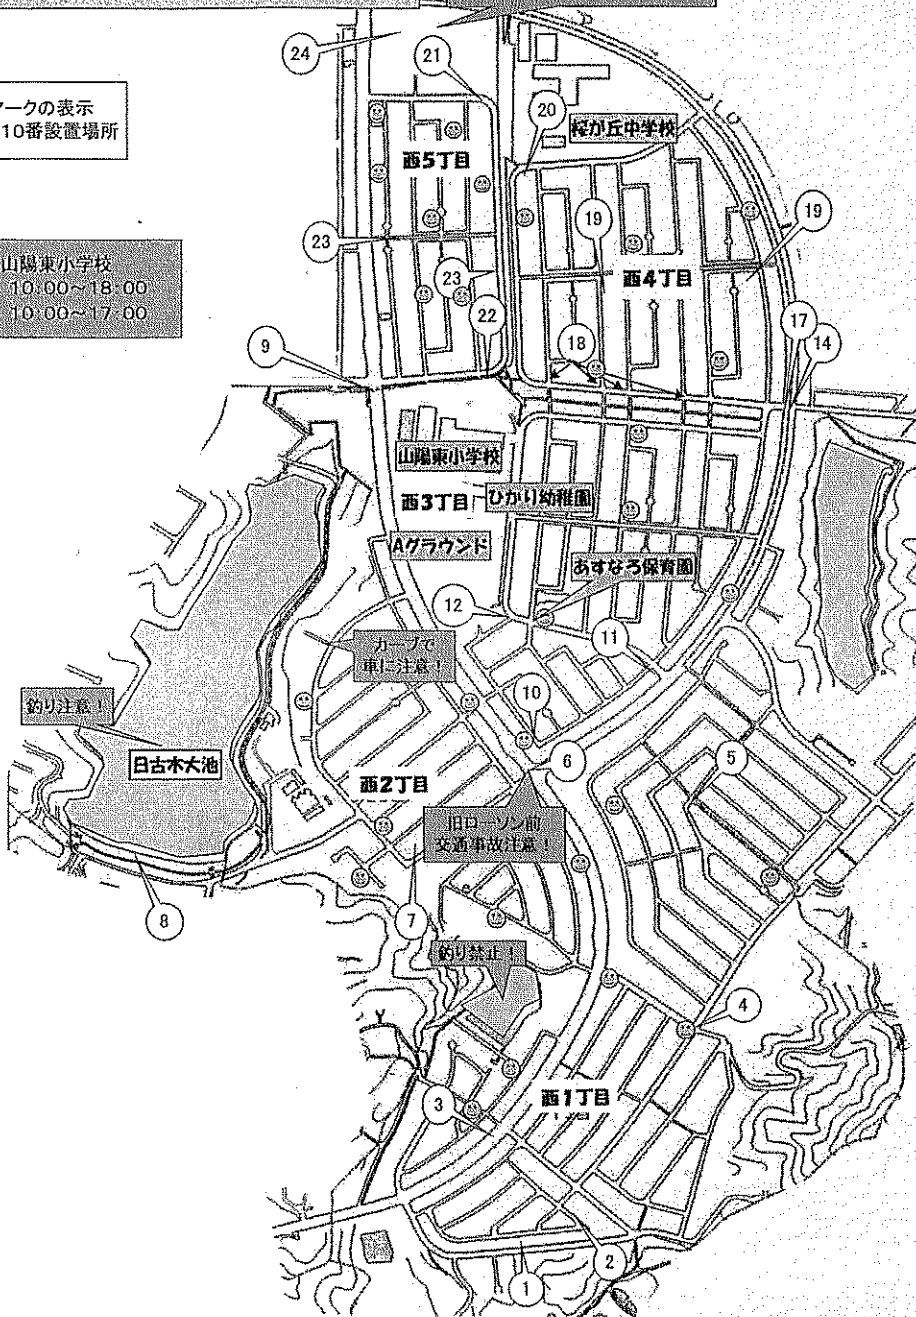 24
21
ークの表示
10番設置場所
20
桜が丘中学校
西5丁目
19
19
23
山陽東小学校
10:00～18:00
10:00～17:00
23
西4丁目
22
17
9
18
14
山陽東小学校
西3丁目
ひかり幼稚園
Aグラウンド
あすなろ保育園
12
11
カーブで
車に注意！
釣り注意！
10
日古木大池
6
5
西2丁目
旧ローソン前
交通事故注意！
8
7
釣り禁止！
4
3
西1丁目
2
1